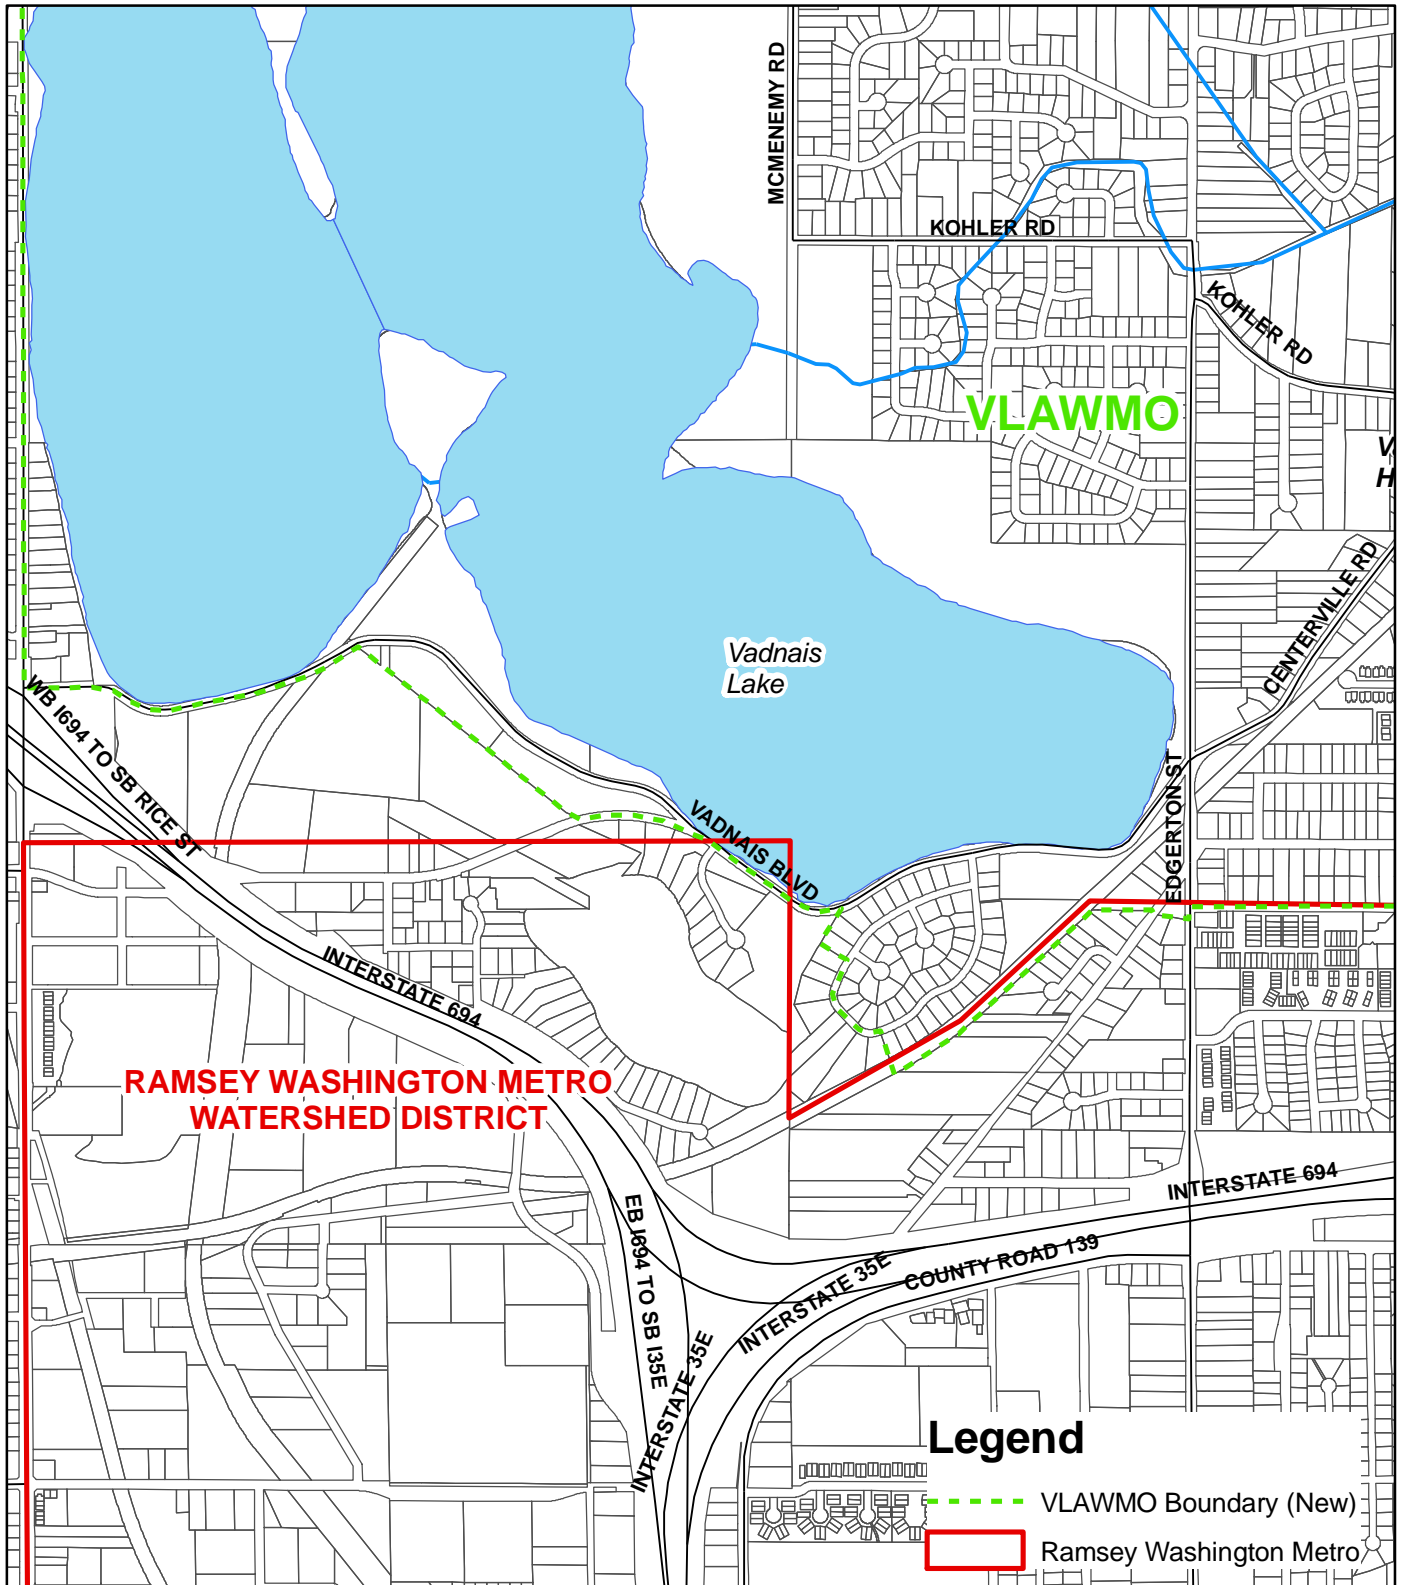 MCMENEMY RD
KOHLER RD
KOHLER RD
VLAWMO
V
H
CENTERVILLE RD
Vadnais
Lake
WB I694 TO SB RICE ST
EDGERTON ST
VADNAIS BLVD
INTERSTATE 694
RAMSEY WASHINGTON METRO
WATERSHED DISTRICT
INTERSTATE 694
COUNTY ROAD 139
INTERSTATE 35E
EB I694 TO SB I35E
INTERSTATE 35E
Legend
VLAWMO Boundary (New)
Ramsey Washington Metro